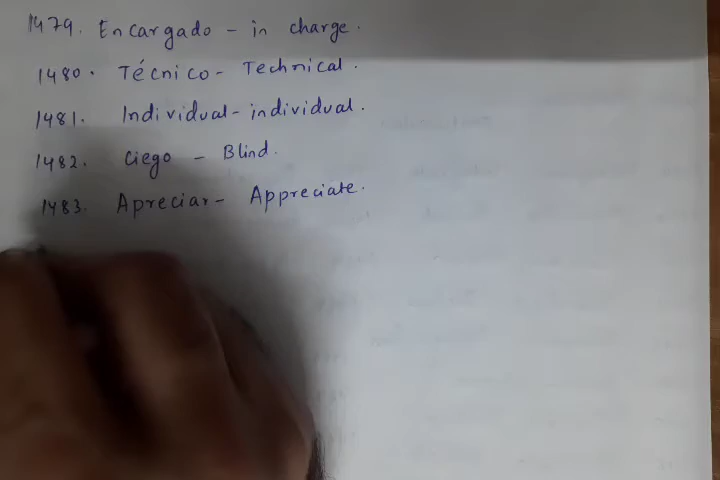 1479. Encargado - in charge.
1480. Técnico - Technical.
1481. Individual - individual.
1482. Ciego - Blind.
1483. Apreciar - Appreciate.